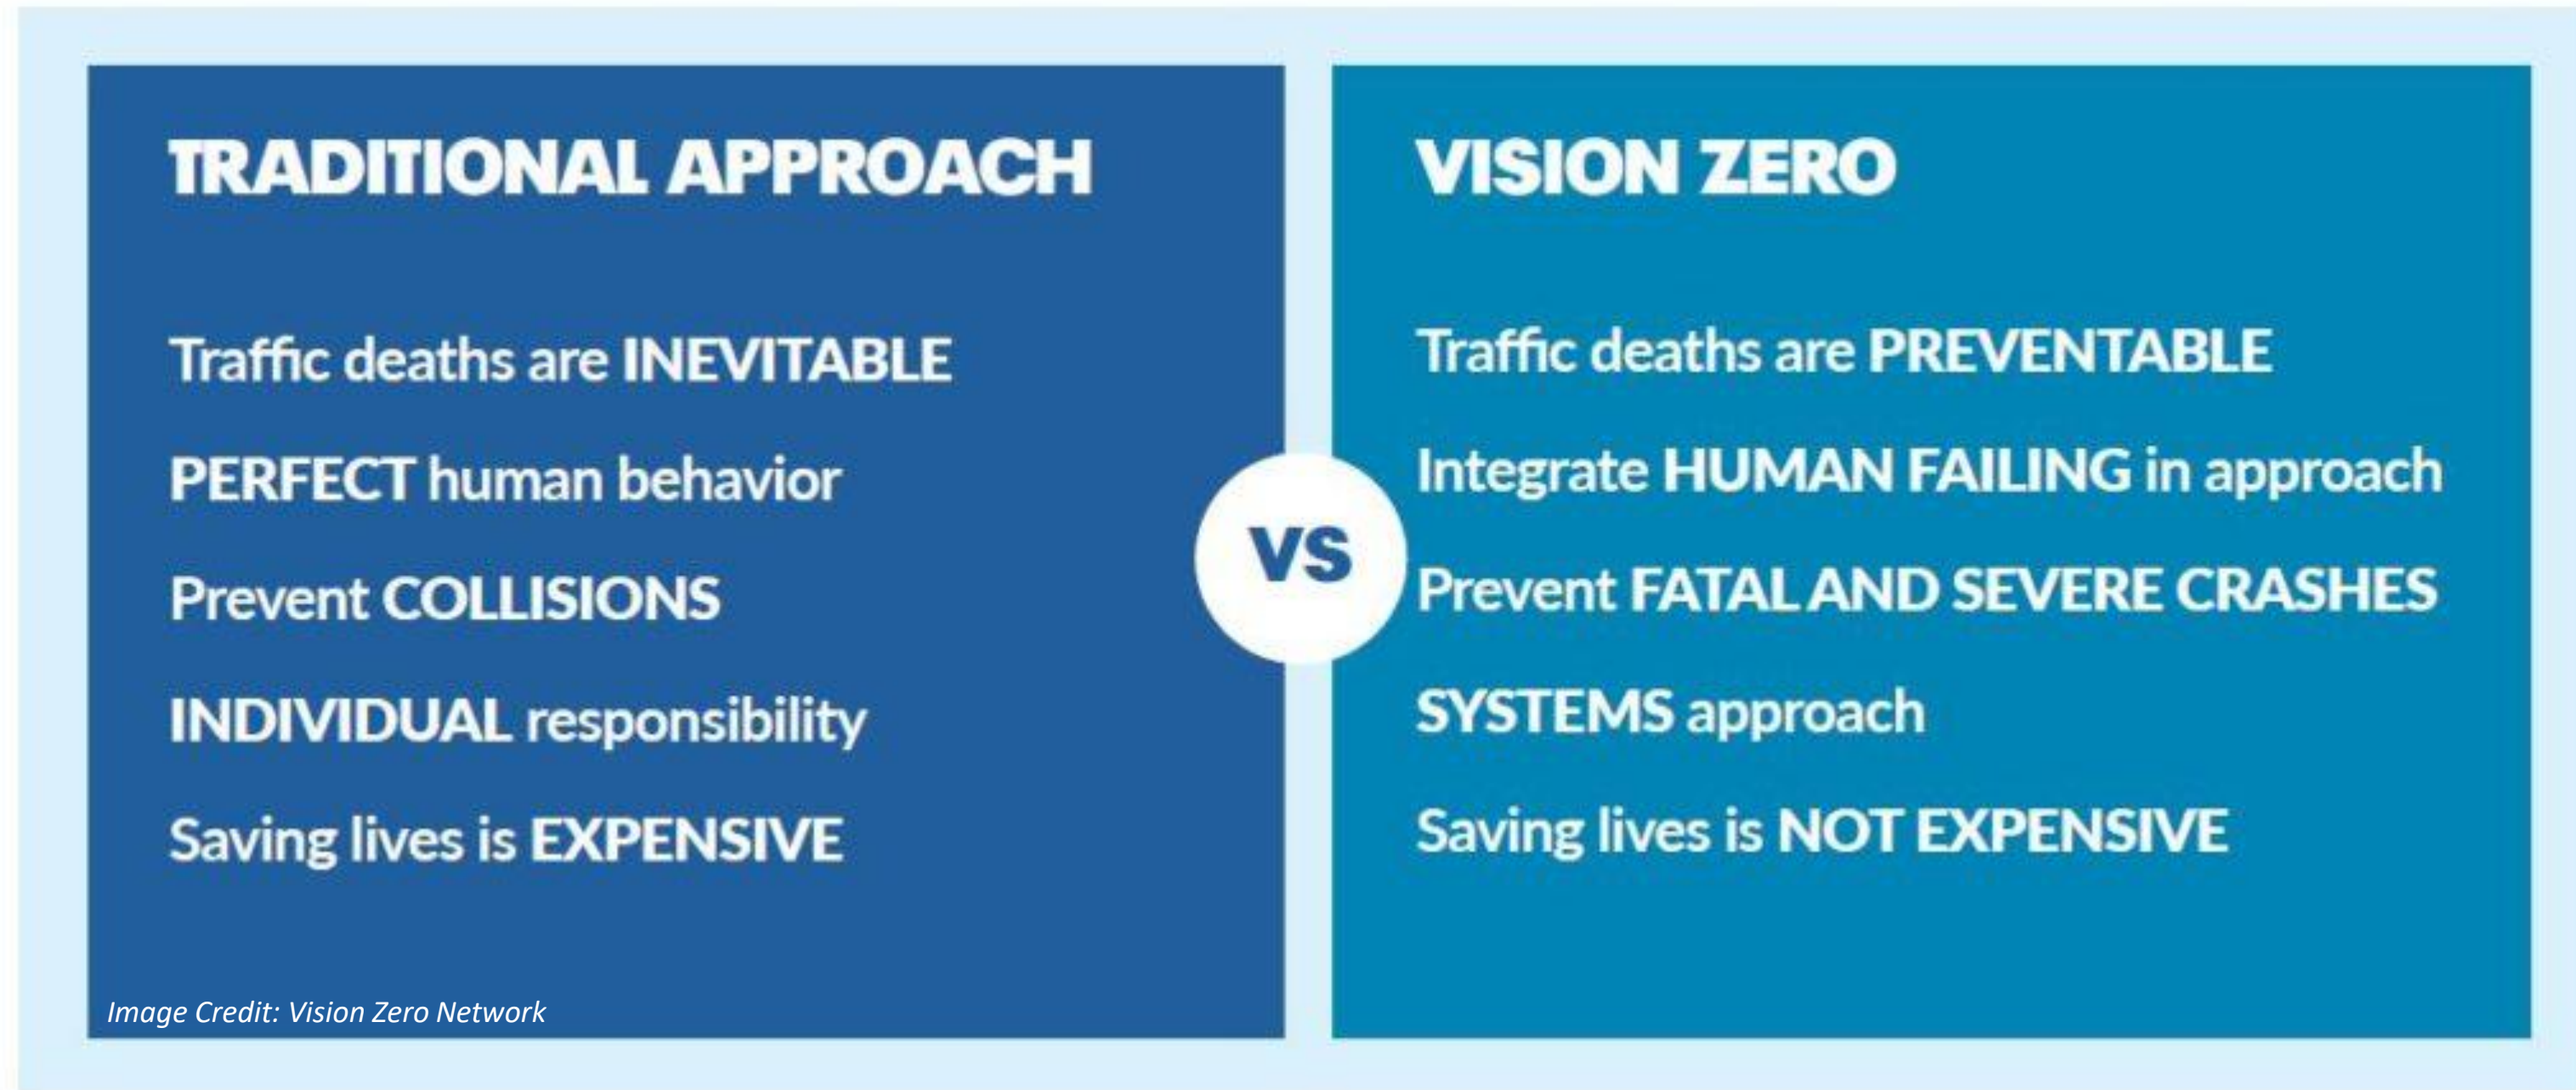 TRADITIONAL APPROACH
Traffic deaths are INEVITABLE
PERFECT human behavior
Prevent COLLISIONS
INDIVIDUAL responsibility
Saving lives is EXPENSIVE
Image Credit: Vision Zero Network
VS
VISION ZERO
Traffic deaths are PREVENTABLE
Integrate HUMAN FAILING in approach
Prevent FATAL AND SEVERE CRASHES
SYSTEMS approach
Saving lives is NOT EXPENSIVE